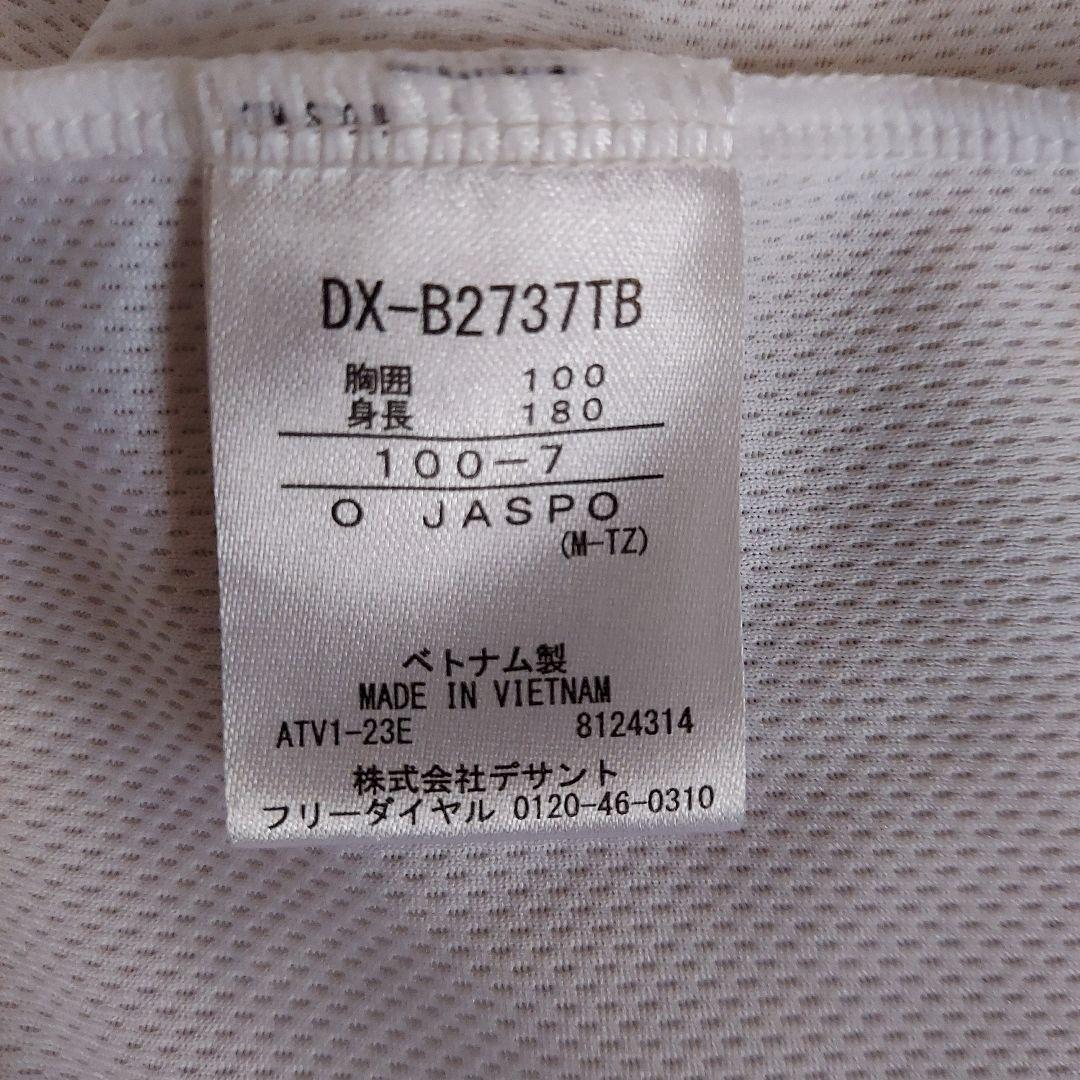 DX-B2737TB
胸囲 100
身長 180
100-7
O JASPO
(M-TZ)
ベトナム製
MADE IN VIETNAM
ATV1-23E 8124314
株式会社デサント
フリーダイヤル 0120-46-0310